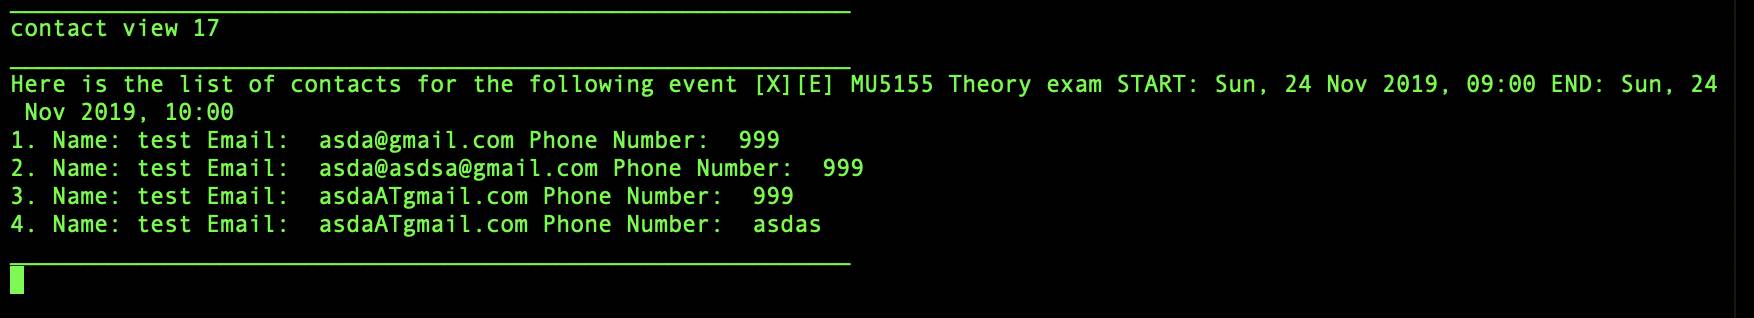 contact view 17
Here is the list of contacts for the following event [X][E] MU5155 Theory exam START: Sun, 24 Nov 2019, 09:00 END: Sun, 24
Nov 2019, 10:00
1. Name: test Email:  asda@gmail.com Phone Number:  999
2. Name: test Email:  asda@asdsa@gmail.com Phone Number:  999
3. Name: test Email:  asdaATgmail.com Phone Number:  999
4. Name: test Email:  asdaATgmail.com Phone Number:  asdas